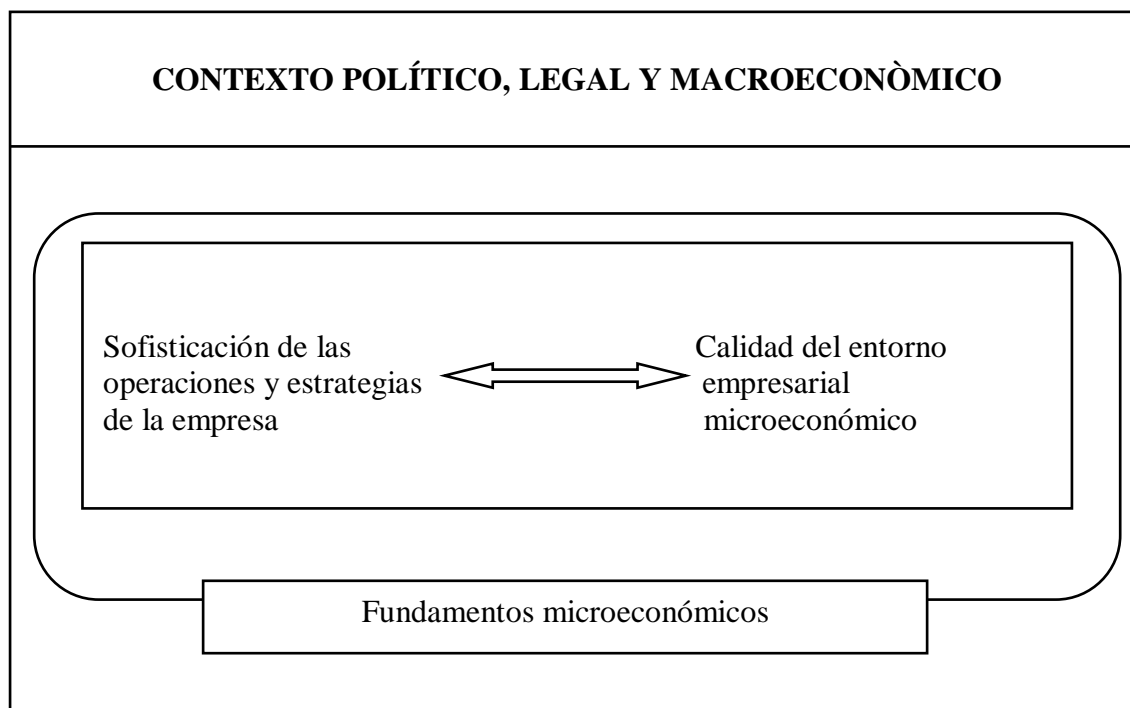 CONTEXTO POLÍTICO, LEGAL Y MACROECONÒMICO
Sofisticación de las
operaciones y estrategias
de la empresa
Calidad del entorno
empresarial
microeconómico
Fundamentos microeconómicos